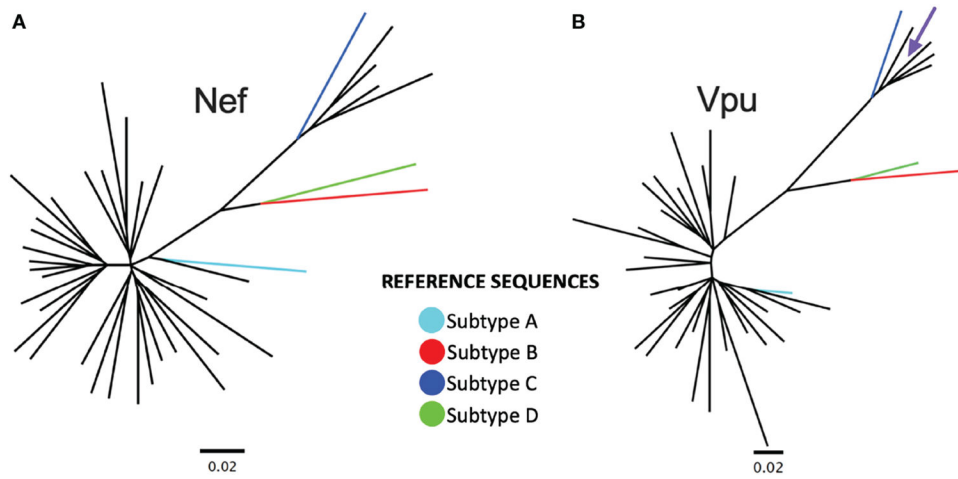 A
B
Nef
Vpu
REFERENCE SEQUENCES
Subtype A
Subtype B
Subtype C
Subtype D
0.02
0.02